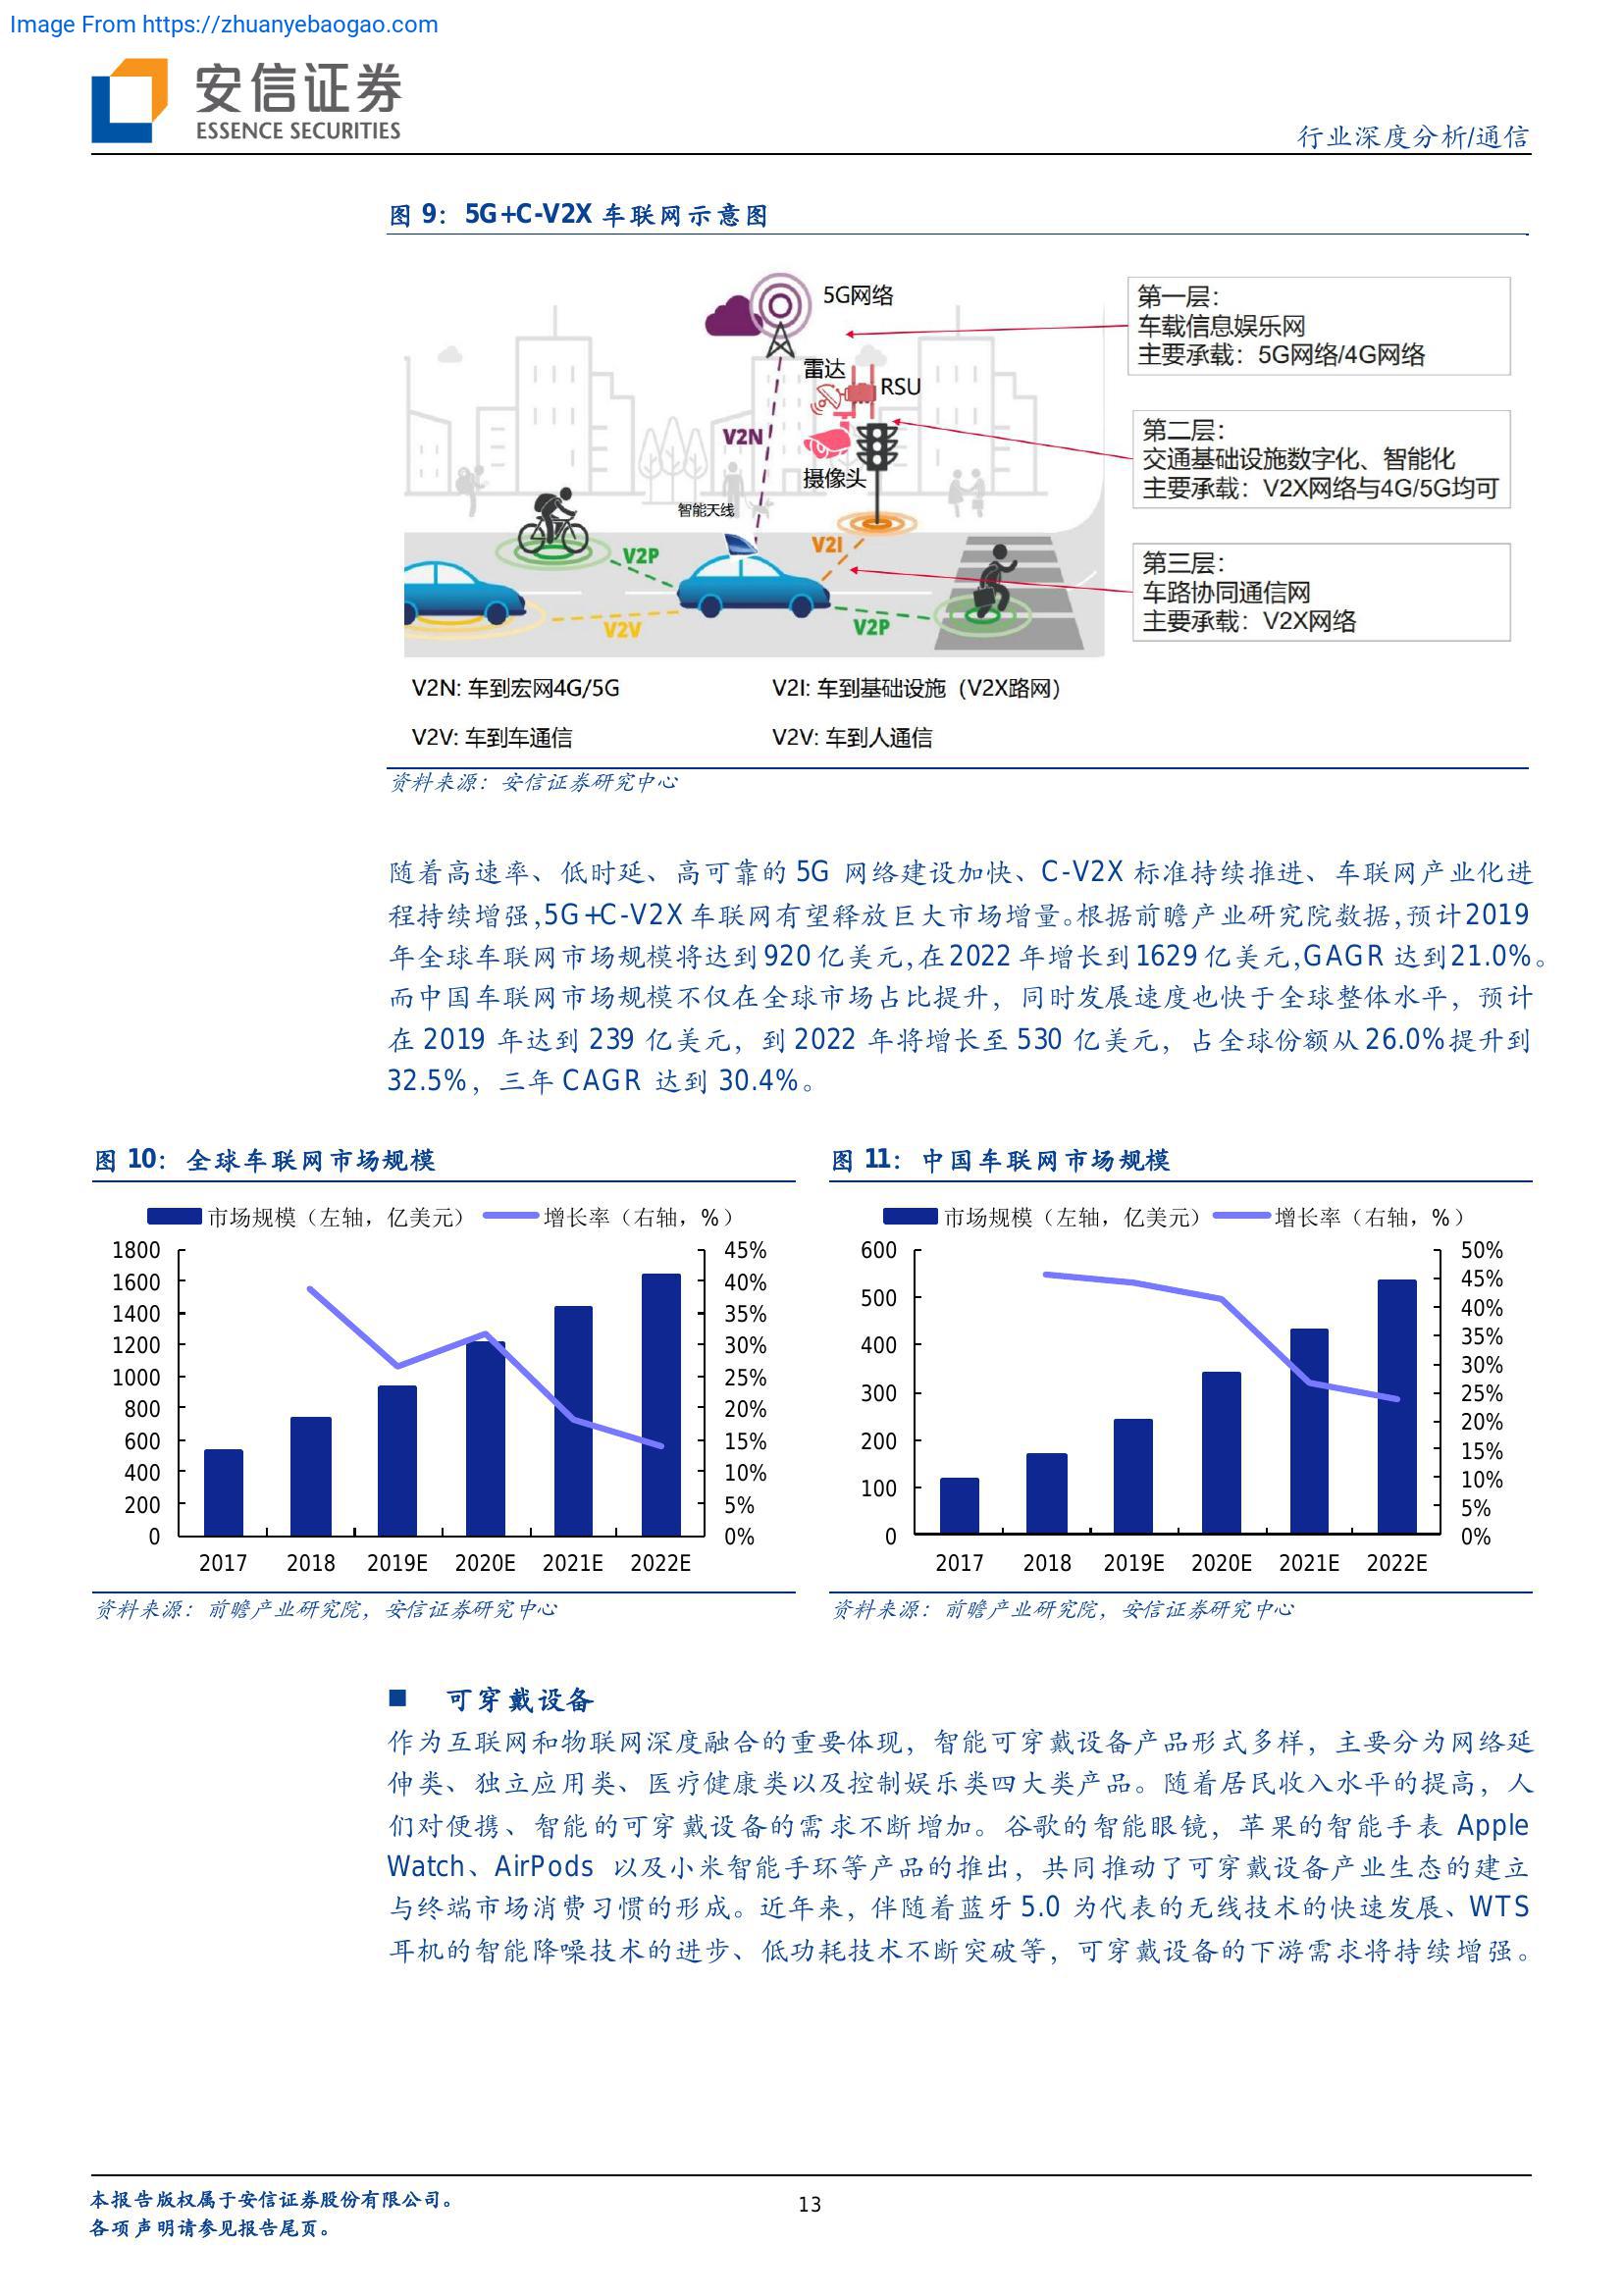 Image From https://zhuanyebaogao.com
安信证券
ESSENCE SECURITIES
行业深度分析/通信
图 9：5G+C-V2X 车联网示意图
5G网络
雷达
RSU
V2N
摄像头
智能天线
V2P
V2I
V2V
V2P
第一层：
车载信息娱乐网
主要承载：5G网络/4G网络
第二层：
交通基础设施数字化、智能化
主要承载：V2X网络与4G/5G均可
第三层：
车路协同通信网
主要承载：V2X网络
V2N: 车到宏网4G/5G
V2I: 车到基础设施（V2X路网）
V2V: 车到车通信
V2V: 车到人通信
资料来源：安信证券研究中心
随着高速率、低时延、高可靠的 5G 网络建设加快、C-V2X 标准持续推进、车联网产业化进
程持续增强,5G+C-V2X 车联网有望释放巨大市场增量。根据前瞻产业研究院数据,预计 2019
年全球车联网市场规模将达到 920 亿美元,在 2022 年增长到 1629 亿美元,GAGR 达到 21.0%。
而中国车联网市场规模不仅在全球市场占比提升，同时发展速度也快于全球整体水平，预计
在 2019 年达到 239 亿美元，到 2022 年将增长至 530 亿美元，占全球份额从 26.0%提升到
32.5%，三年 CAGR 达到 30.4%。
图 10：全球车联网市场规模
市场规模（左轴，亿美元）
增长率（右轴，%）
1800
1600
1400
1200
1000
800
600
400
200
0
45%
40%
35%
30%
25%
20%
15%
10%
5%
0%
2017 2018 2019E 2020E 2021E 2022E
资料来源：前瞻产业研究院，安信证券研究中心
图 11：中国车联网市场规模
市场规模（左轴，亿美元）
增长率（右轴，%）
600
500
400
300
200
100
0
50%
45%
40%
35%
30%
25%
20%
15%
10%
5%
0%
2017 2018 2019E 2020E 2021E 2022E
资料来源：前瞻产业研究院，安信证券研究中心
■ 可穿戴设备
作为互联网和物联网深度融合的重要体现，智能可穿戴设备产品形式多样，主要分为网络延
伸类、独立应用类、医疗健康类以及控制娱乐类四大类产品。随着居民收入水平的提高，人
们对便携、智能的可穿戴设备的需求不断增加。谷歌的智能眼镜，苹果的智能手表 Apple
Watch、AirPods 以及小米智能手环等产品的推出，共同推动了可穿戴设备产业生态的建立
与终端市场消费习惯的形成。近年来，伴随着蓝牙 5.0 为代表的无线技术的快速发展、WTS
耳机的智能降噪技术的进步、低功耗技术不断突破等，可穿戴设备的下游需求将持续增强。
本报告版权属于安信证券股份有限公司。
各项声明请参见报告尾页。
13